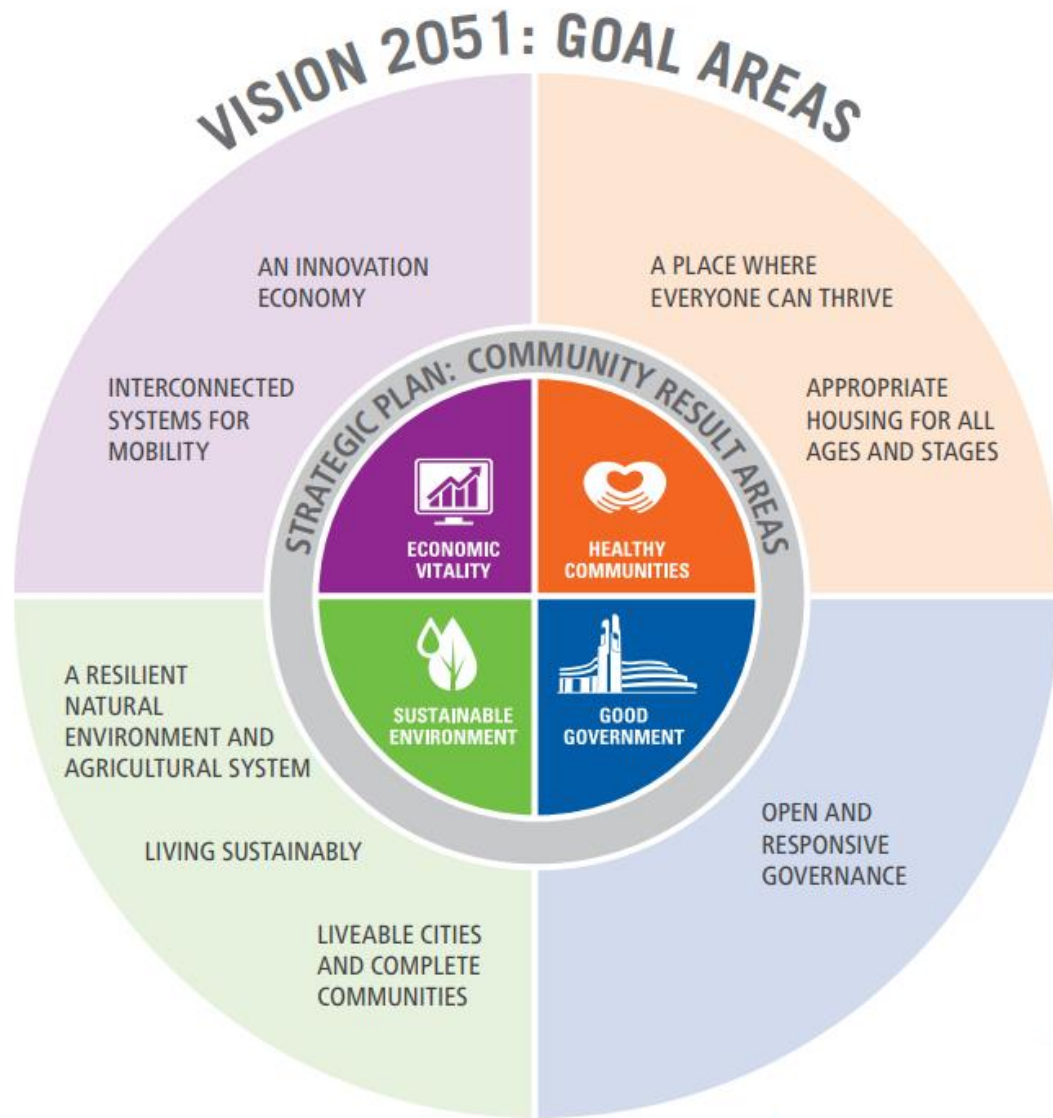 VISION 2051: GOAL AREAS
AN INNOVATION
ECONOMY
INTERCONNECTED
SYSTEMS FOR
MOBILITY
A PLACE WHERE
EVERYONE CAN THRIVE
APPROPRIATE
HOUSING FOR ALL
AGES AND STAGES
STRATEGIC PLAN: COMMUNITY RESULT AREAS
ECONOMIC
VITALITY
HEALTHY
COMMUNITIES
SUSTAINABLE
ENVIRONMENT
GOOD
GOVERNMENT
A RESILIENT
NATURAL
ENVIRONMENT AND
AGRICULTURAL SYSTEM
LIVING SUSTAINABLY
LIVEABLE CITIES
AND COMPLETE
COMMUNITIES
OPEN AND
RESPONSIVE
GOVERNANCE